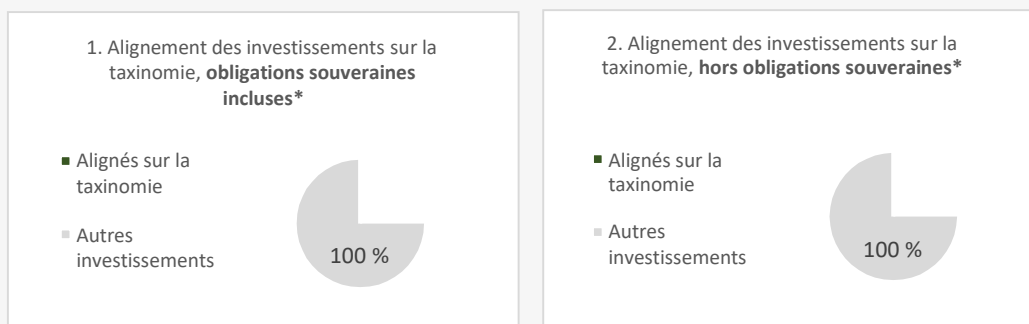 1. Alignement des investissements sur la
taxinomie, obligations souveraines
incluses*
Alignés sur la
taxinomie
Autres
investissements
100 %
2. Alignement des investissements sur la
taxinomie, hors obligations souveraines*
Alignés sur la
taxinomie
Autres
investissements
100 %